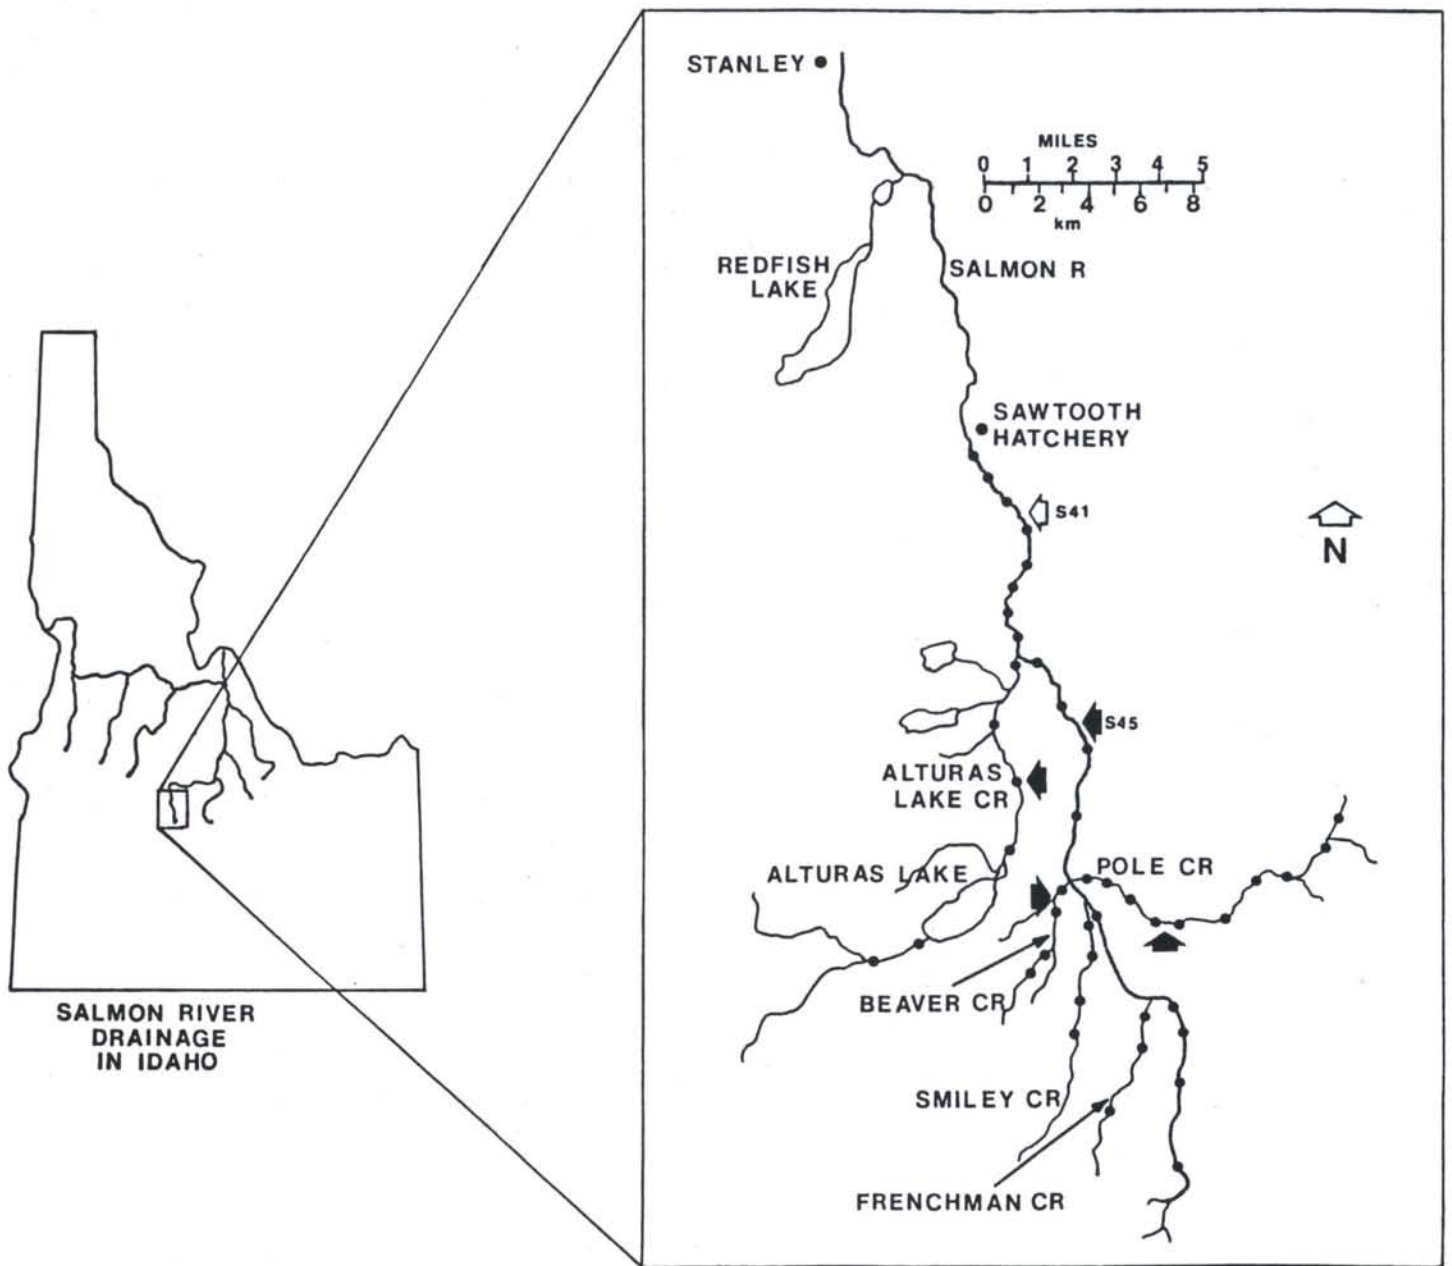 STANLEY
MILES
0 1 2 3 4 5
0 2 4 6 8
km
REDFISH
LAKE
SALMON R
SAWTOOTH
HATCHERY
S41
N
S45
ALTURAS
LAKE CR
ALTURAS LAKE
POLE CR
BEAVER CR
SALMON RIVER
DRAINAGE
IN IDAHO
SMILEY CR
FRENCHMAN CR